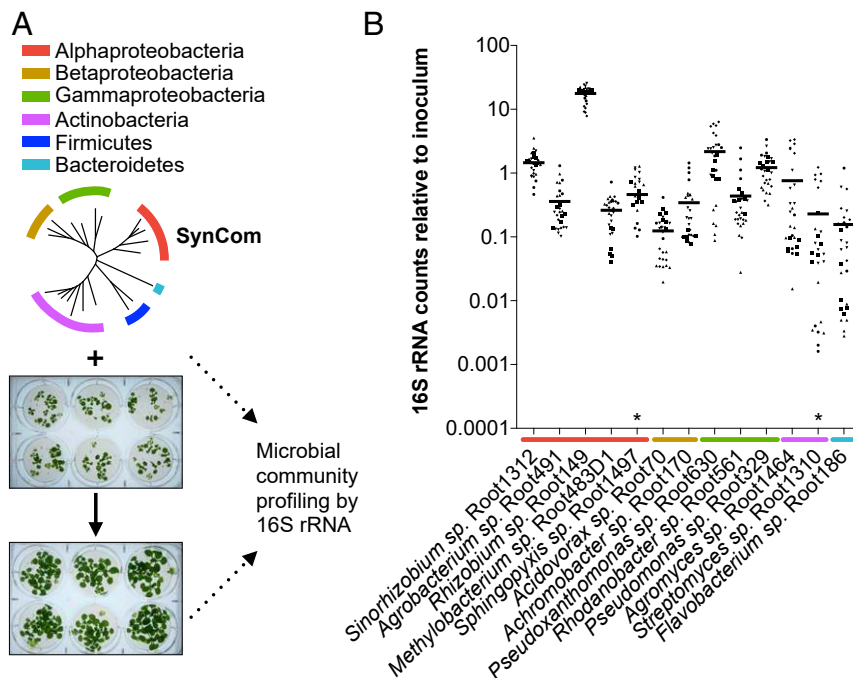 A
Alphaproteobacteria
Betaproteobacteria
Gammaproteobacteria
Actinobacteria
Firmicutes
Bacteroidetes
SynCom
+
Microbial
community
profiling by
16S rRNA
B
16S rRNA counts relative to inoculum
100
10
1
0.1
0.01
0.001
0.0001
*
*
Sinorhizobium sp. Root1312
Agrobacterium sp. Root491
Rhizobium sp. Root149
Methylobacterium sp. Root483D1
Sphingopyxis sp. Root1497
Acidovorax sp. Root70
Achromobacter sp. Root170
Pseudoxanthomonas sp. Root630
Rhodanobacter sp. Root561
Pseudomonas sp. Root329
Agromyces sp. Root1464
Streptomyces sp. Root1310
Flavobacterium sp. Root186